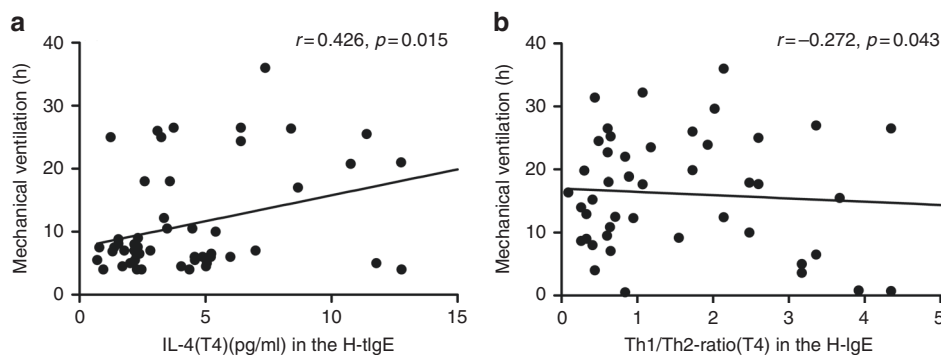 a
r=0.426, p=0.015
40
30
20
10
0
Mechanical ventilation (h)
0 5 10 15
IL-4(T4)(pg/ml) in the H-tIgE
b
r=−0.272, p=0.043
40
30
20
10
0
Mechanical ventilation (h)
0 1 2 3 4 5
Th1/Th2-ratio(T4) in the H-IgE